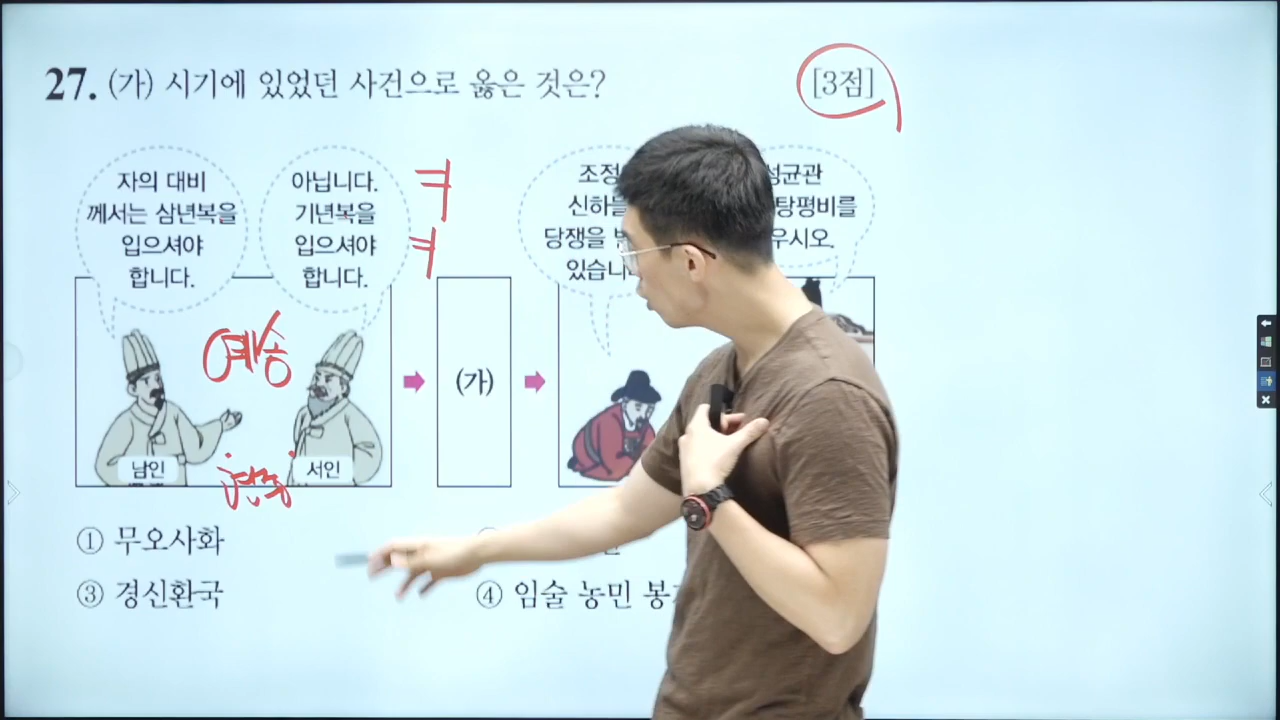 27. (가) 시기에 있었던 사건으로 옳은 것은?
[3점]
자의 대비
께서는 삼년복을
입으셔야
합니다.
아닙니다.
기년복을
입으셔야
합니다.
ㅋ
ㅋ
예송
현종
남인
서인
(가)
조정
신하들
당쟁을
있습니
성균관
탕평비를
우시오.
① 무오사화
③ 경신환국
④ 임술 농민 봉